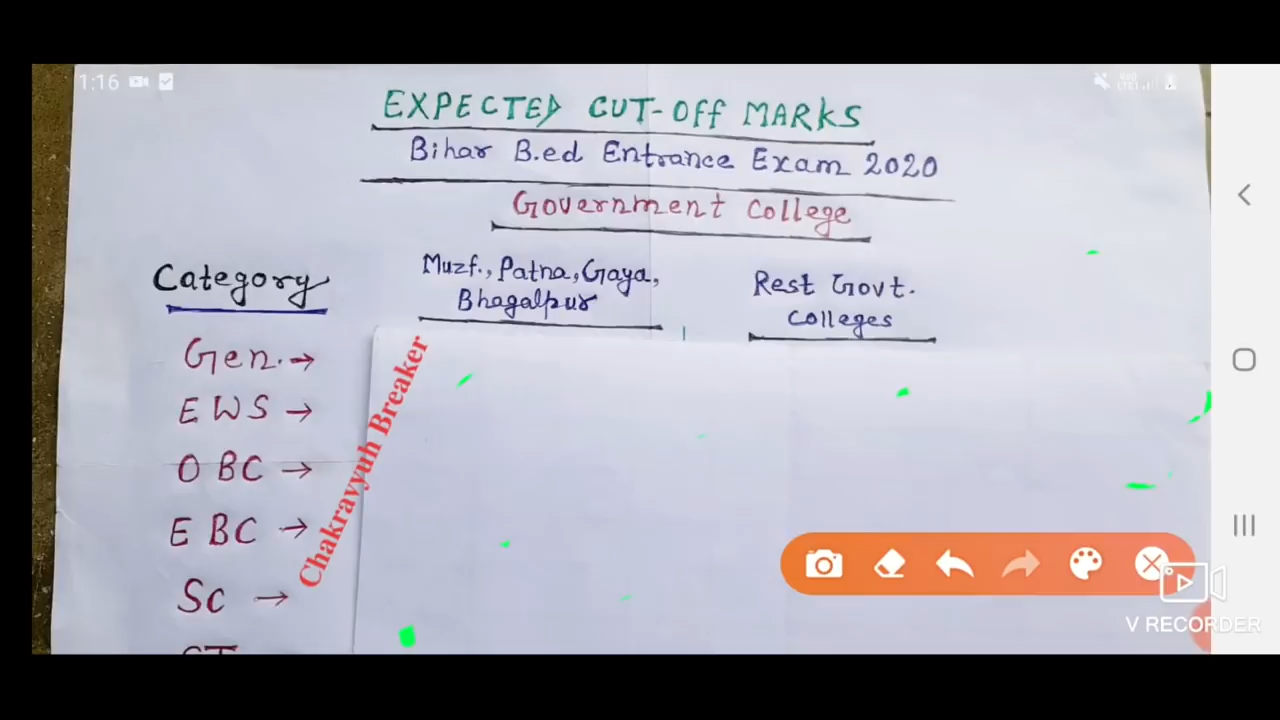 1:16
EXPECTED CUT-OFF MARKS
Bihar B.ed Entrance Exam 2020
Government College
Category
Muzf., Patna, Gaya,
Bhagalpur
Rest Govt.
Colleges
Gen. →
EWS →
OBC →
EBC →
SC →
ST
Chakravyuh Breaker
V RECORDER